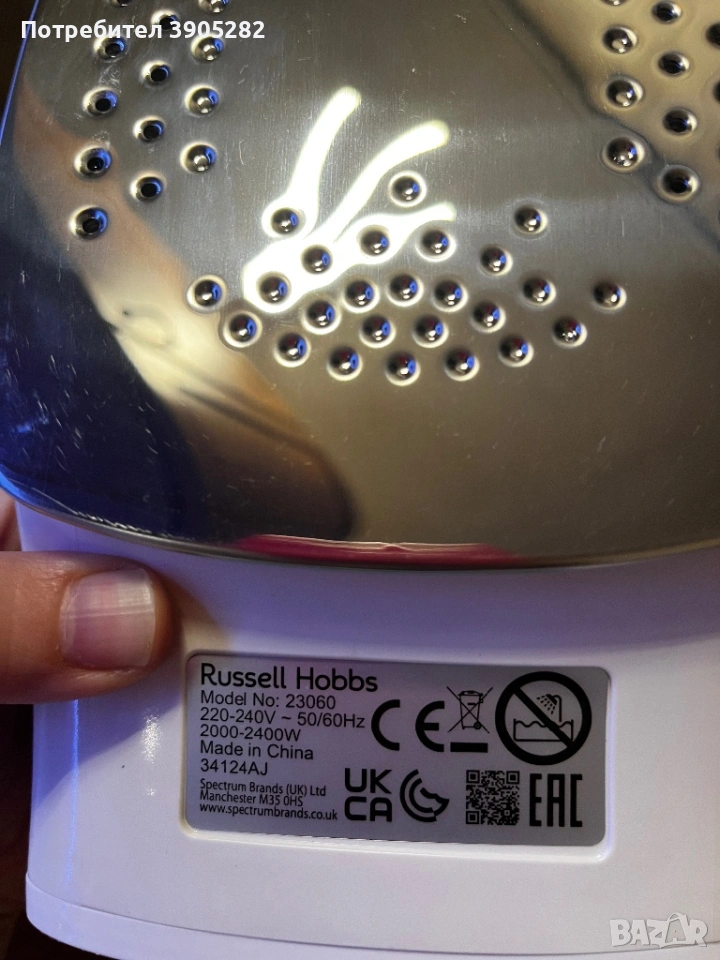 Потребител 3905282
Russell Hobbs
Model No: 23060
220-240V ~ 50/60Hz
2000-2400W
Made in China
34124AJ
Spectrum Brands (UK) Ltd
Manchester M35 0HS
www.spectrumbrands.co.uk
CE
UK
CA
EAC
BAZAR